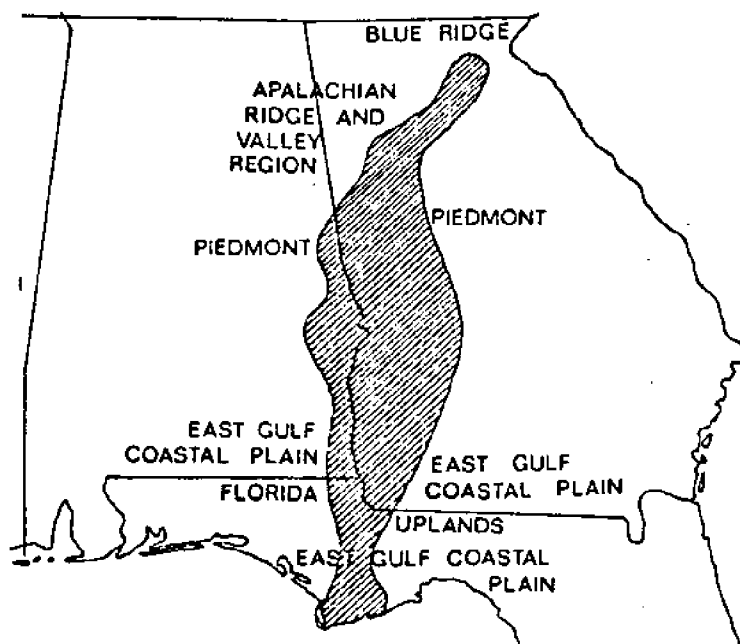 BLUE RIDGE
APALACHIAN
RIDGE AND
VALLEY
REGION
PIEDMONT
PIEDMONT
EAST GULF
COASTAL PLAIN
EAST GULF
COASTAL PLAIN
FLORIDA
UPLANDS
EAST GULF COASTAL
PLAIN